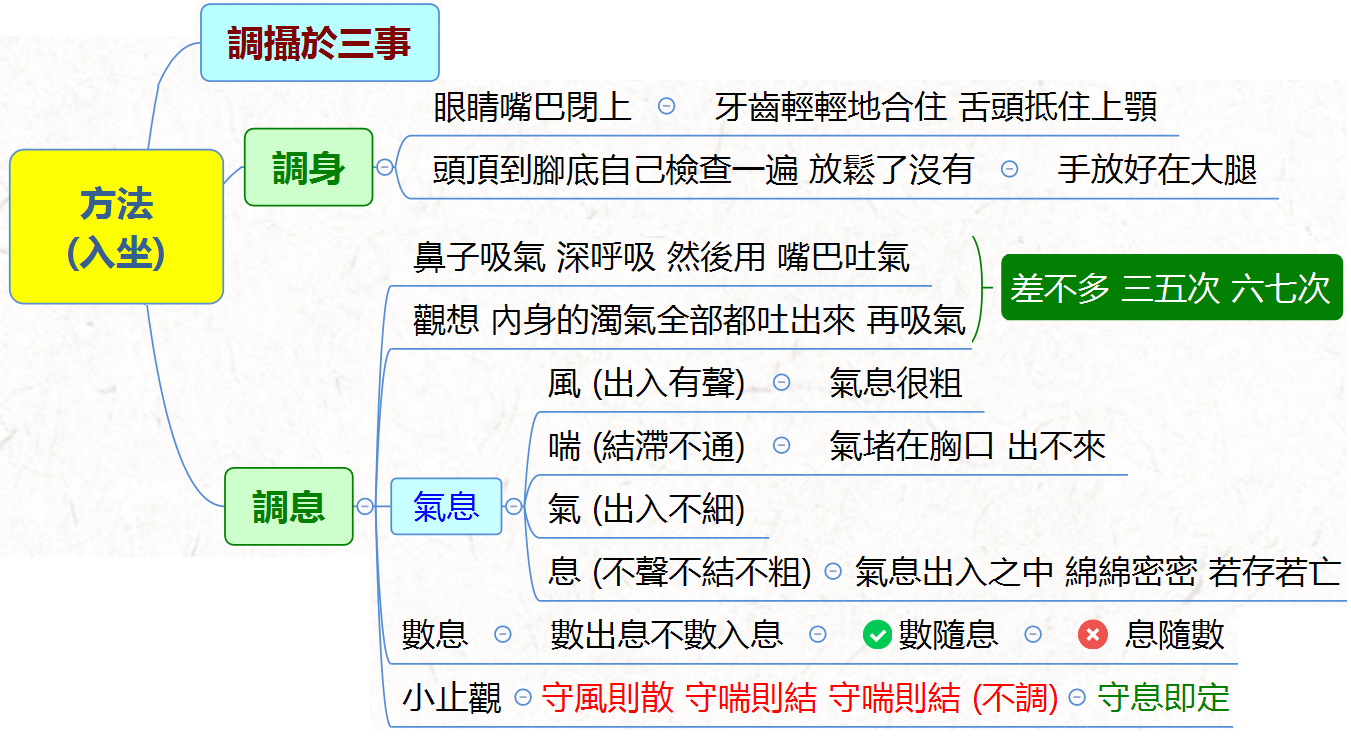 調攝於三事
方法
(入坐)
調身
眼睛嘴巴閉上 牙齒輕輕地合住 舌頭抵住上顎
頭頂到腳底自己檢查一遍 放鬆了沒有 手放好在大腿
調息
鼻子吸氣 深呼吸 然後用 嘴巴吐氣
觀想 內身的濁氣全部都吐出來 再吸氣
差不多 三五次 六七次
氣息
風 (出入有聲) 氣息很粗
喘 (結滯不通) 氣堵在胸口 出不來
氣 (出入不細)
息 (不聲不結不粗) 氣息出入之中 綿綿密密 若存若亡
數息 數出息不數入息 數隨息 息隨數
小止觀 守風則散 守喘則結 守喘則結 (不調) 守息即定